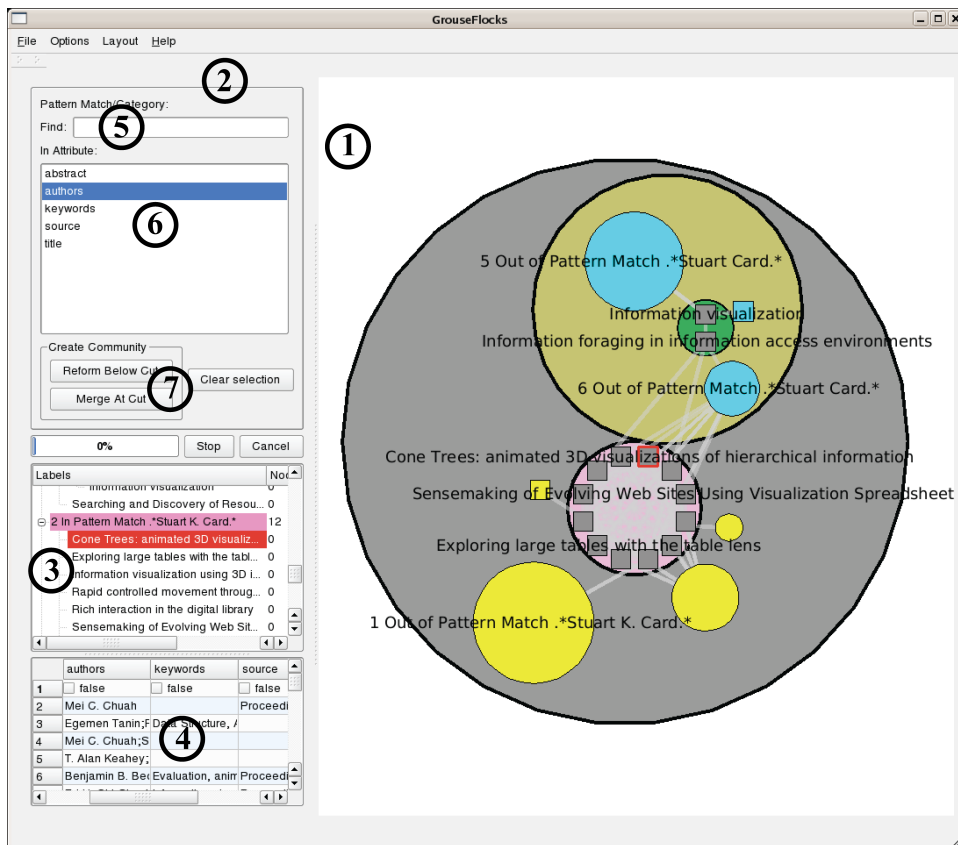 GrouseFlocks
File Options Layout Help
2
Pattern Match/Category:
Find:
5
In Attribute:
abstract
authors
keywords
source
title
6
Create Community
Reform Below Cut
Merge At Cut
7
Clear selection
0% Stop Cancel
Labels Noc
Information visualization 0
Searching and Discovery of Resou... 0
2 In Pattern Match .*Stuart K. Card.* 12
Cone Trees: animated 3D visualiz... 0
Exploring large tables with the tabl... 0
Information visualization using 3D i... 0
Rapid controlled movement throug... 0
Rich interaction in the digital library 0
Sensemaking of Evolving Web Sit... 0
3
authors keywords source
1 false false false
2 Mei C. Chuah Proceedi
3 Egemen Tanin;F Data Structure, A
4 Mei C. Chuah;S
5 T. Alan Keahey;
6 Benjamin B. Bec Evaluation, anim Proceedi
4
1
5 Out of Pattern Match .*Stuart Card.*
Information visualization
Information foraging in information access environments
6 Out of Pattern Match .*Stuart Card.*
Cone Trees: animated 3D visualizations of hierarchical information
Sensemaking of Evolving Web Sites Using Visualization Spreadsheet
Exploring large tables with the table lens
1 Out of Pattern Match .*Stuart K. Card.*